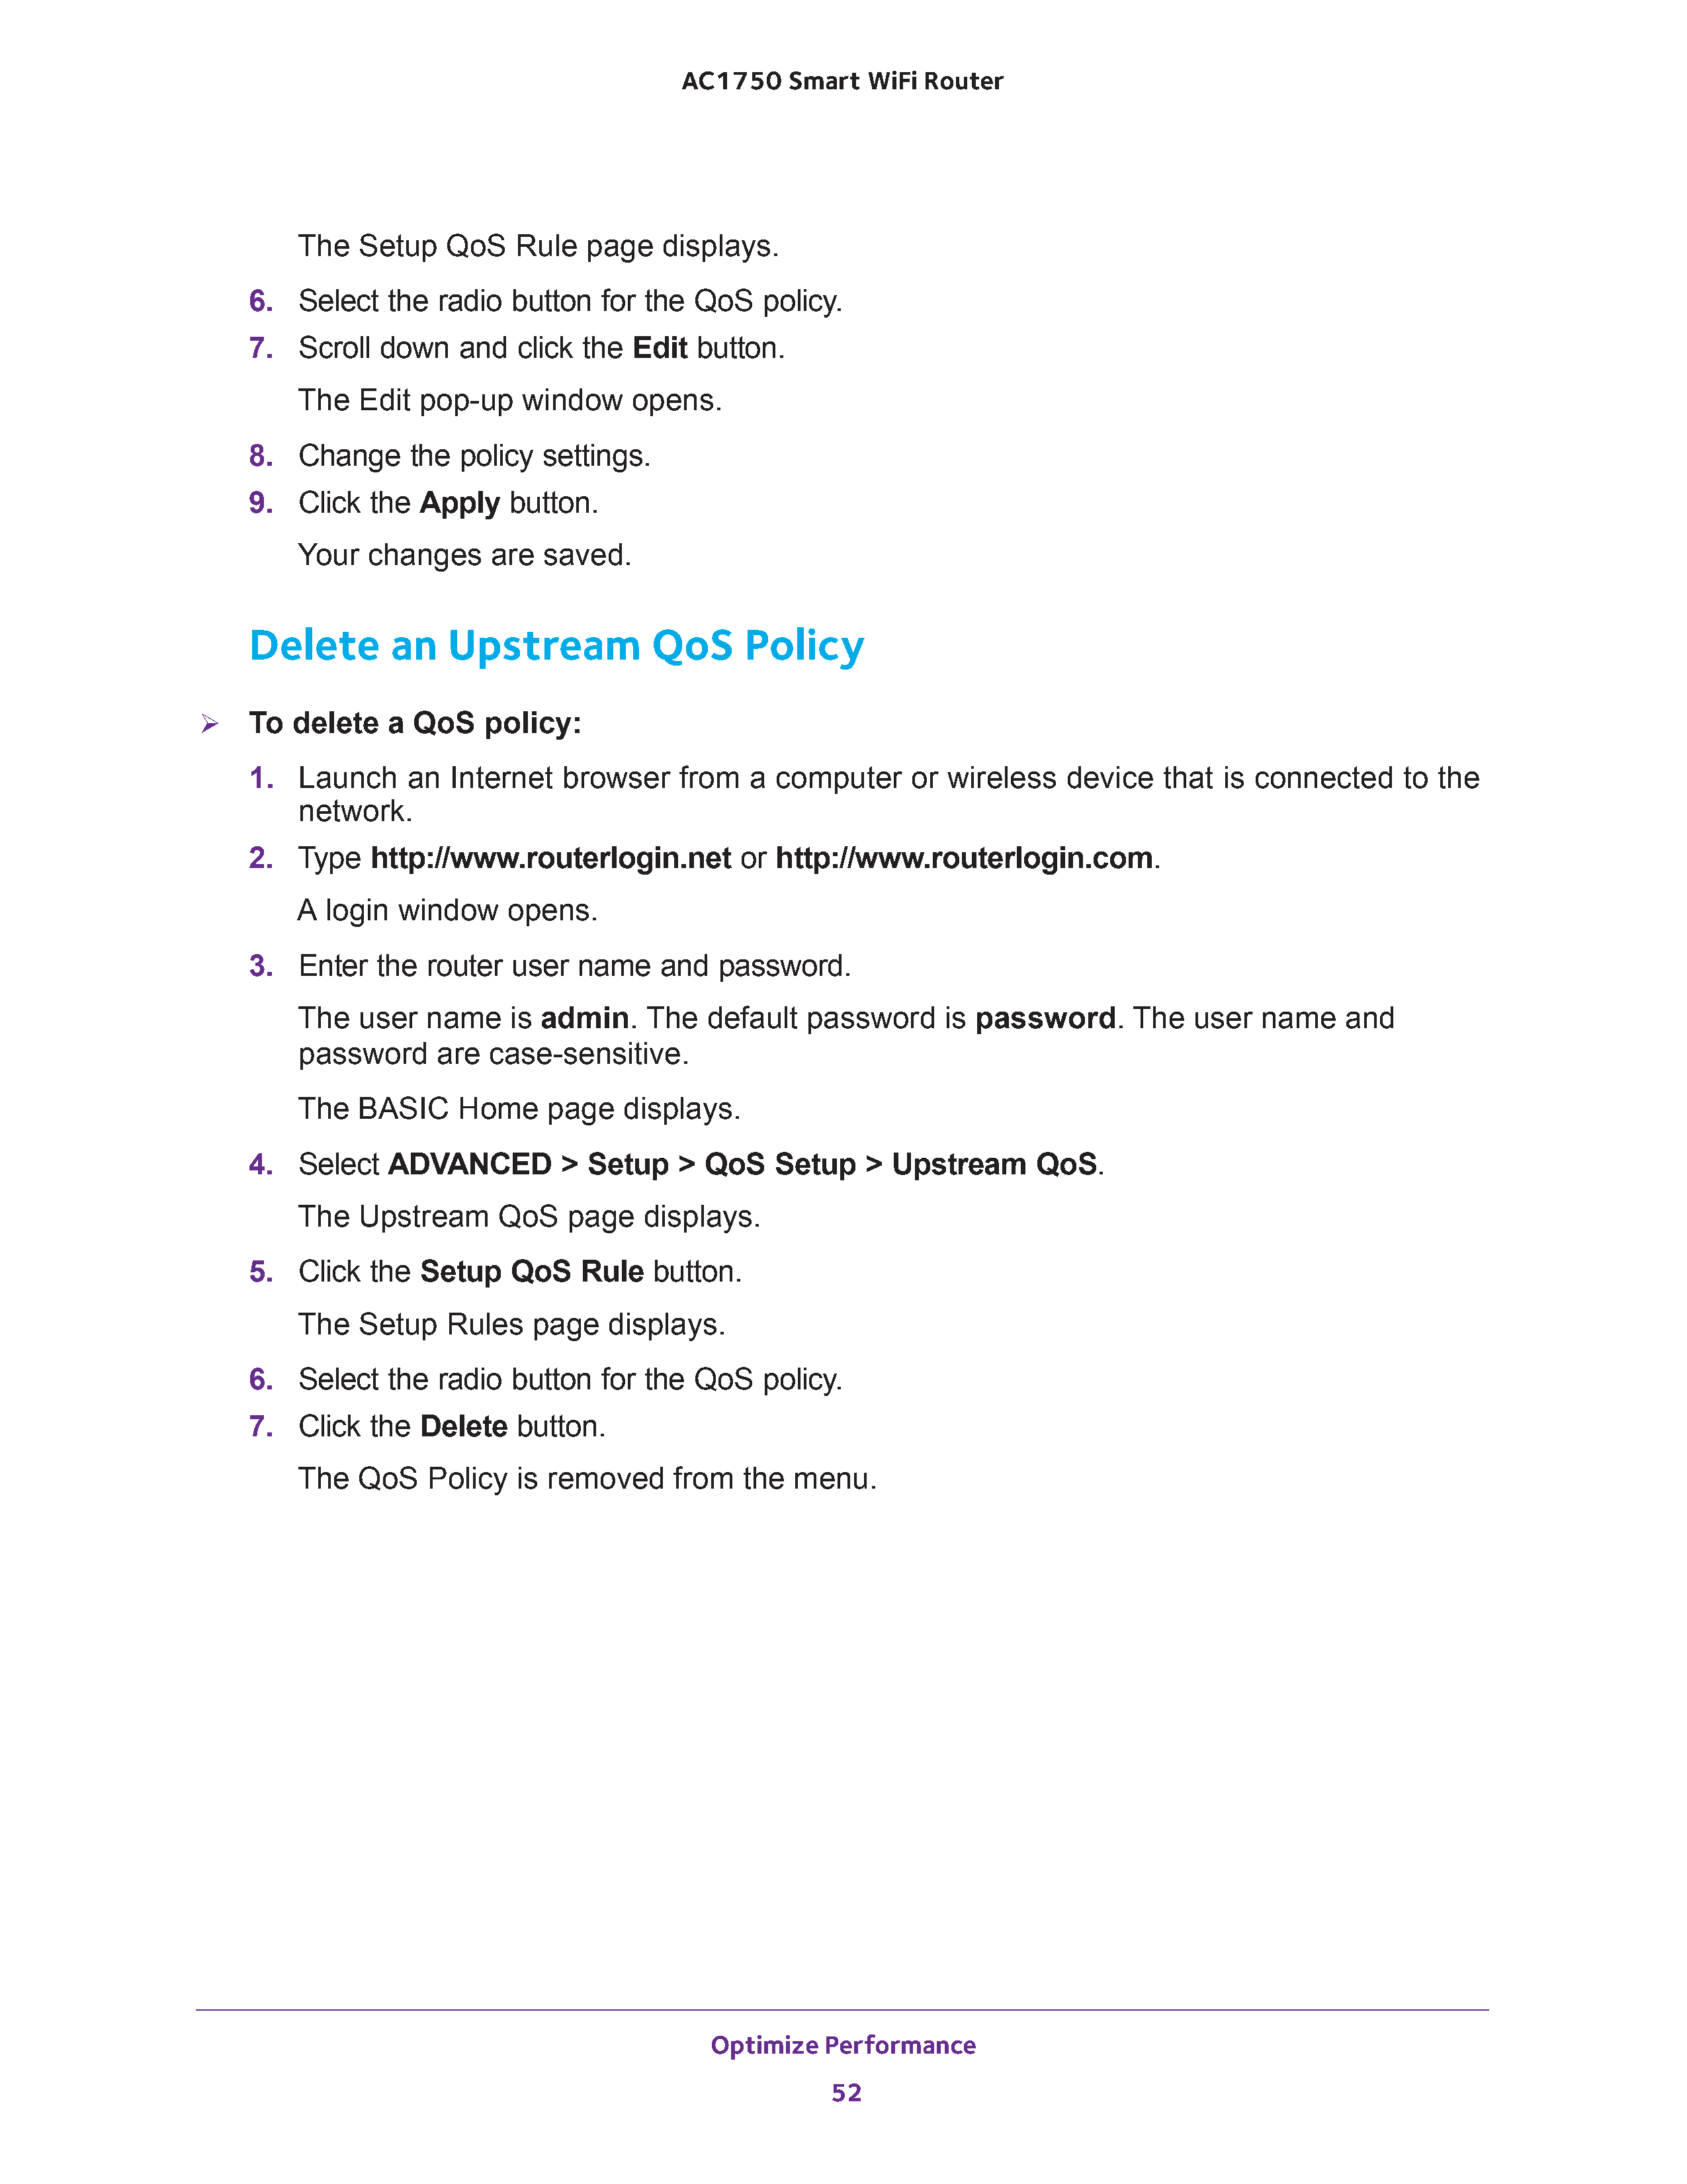 AC1750 Smart WiFi Router
The Setup QoS Rule page displays.
6. Select the radio button for the QoS policy.
7. Scroll down and click the Edit button.
The Edit pop-up window opens.
8. Change the policy settings.
9. Click the Apply button.
Your changes are saved.
Delete an Upstream QoS Policy
➢ To delete a QoS policy:
1. Launch an Internet browser from a computer or wireless device that is connected to the
network.
2. Type http://www.routerlogin.net or http://www.routerlogin.com.
A login window opens.
3. Enter the router user name and password.
The user name is admin. The default password is password. The user name and
password are case-sensitive.
The BASIC Home page displays.
4. Select ADVANCED > Setup > QoS Setup > Upstream QoS.
The Upstream QoS page displays.
5. Click the Setup QoS Rule button.
The Setup Rules page displays.
6. Select the radio button for the QoS policy.
7. Click the Delete button.
The QoS Policy is removed from the menu.
Optimize Performance
52